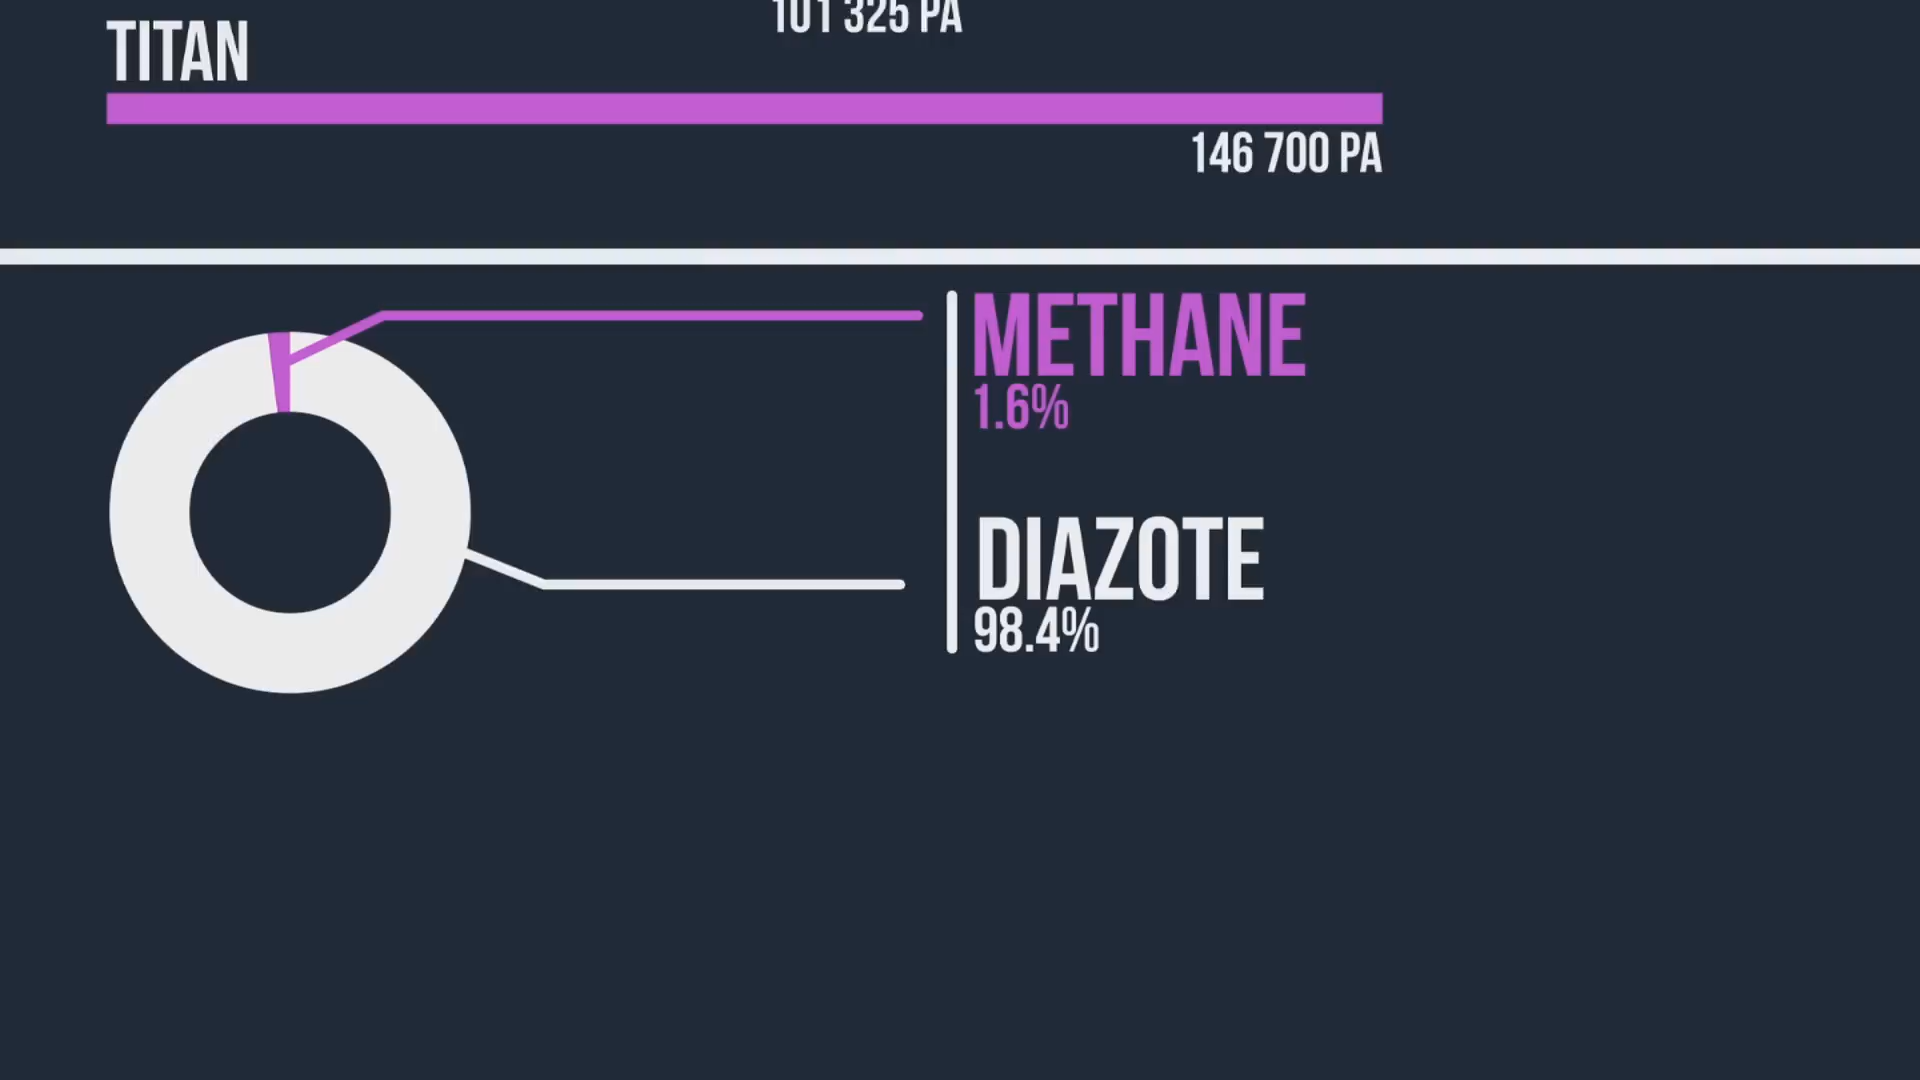 101 325 PA
TITAN
146 700 PA
METHANE
1.6%
DIAZOTE
98.4%